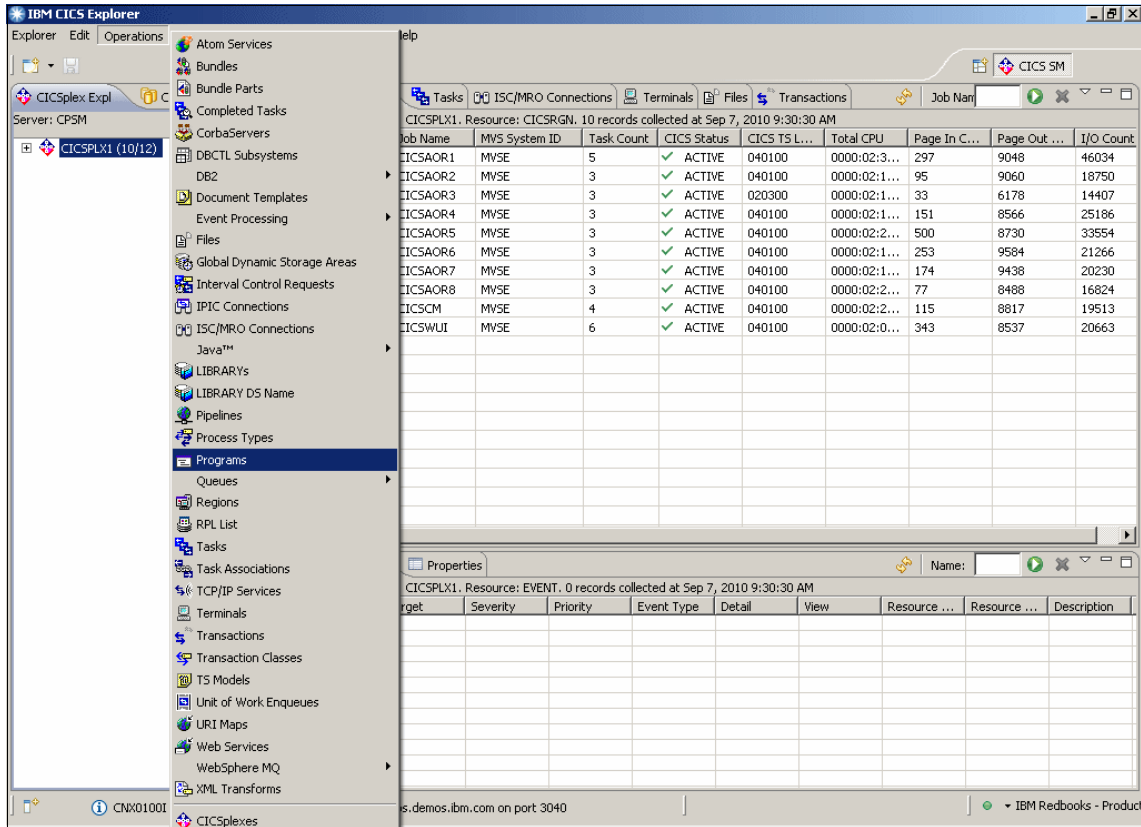 IBM CICS Explorer
Explorer Edit Operations elp
CICS SM
CICSplex Expl C
Server: CPSM
CICSPLX1 (10/12)
Atom Services
Bundles
Bundle Parts
Completed Tasks
CorbaServers
DBCTL Subsystems
DB2
Document Templates
Event Processing
Files
Global Dynamic Storage Areas
Interval Control Requests
IPIC Connections
ISC/MRO Connections
Java™
LIBRARYs
LIBRARY DS Name
Pipelines
Process Types
Programs
Queues
Regions
RPL List
Tasks
Task Associations
TCP/IP Services
Terminals
Transactions
Transaction Classes
TS Models
Unit of Work Enqueues
URI Maps
Web Services
WebSphere MQ
XML Transforms
CICSplexes
Tasks ISC/MRO Connections Terminals Files Transactions Job Nam
CICSPLX1. Resource: CICSRGN. 10 records collected at Sep 7, 2010 9:30:30 AM
Job Name MVS System ID Task Count CICS Status CICS TS L... Total CPU Page In C... Page Out ... I/O Count
CICSAOR1 MVSE 5 ACTIVE 040100 0000:02:3... 297 9048 46034
CICSAOR2 MVSE 3 ACTIVE 040100 0000:02:1... 95 9060 18750
CICSAOR3 MVSE 3 ACTIVE 020300 0000:02:1... 33 6178 14407
CICSAOR4 MVSE 3 ACTIVE 040100 0000:02:1... 151 8566 25186
CICSAOR5 MVSE 3 ACTIVE 040100 0000:02:2... 500 8730 33554
CICSAOR6 MVSE 3 ACTIVE 040100 0000:02:1... 253 9584 21266
CICSAOR7 MVSE 3 ACTIVE 040100 0000:02:1... 174 9438 20230
CICSAOR8 MVSE 3 ACTIVE 040100 0000:02:2... 77 8488 16824
CICSCM MVSE 4 ACTIVE 040100 0000:02:2... 115 8817 19513
CICSWUI MVSE 6 ACTIVE 040100 0000:02:0... 343 8537 20663
Properties Name:
CICSPLX1. Resource: EVENT. 0 records collected at Sep 7, 2010 9:30:30 AM
rget Severity Priority Event Type Detail View Resource ... Resource ... Description
CNX0100I s.demos.ibm.com on port 3040 IBM Redbooks - Product